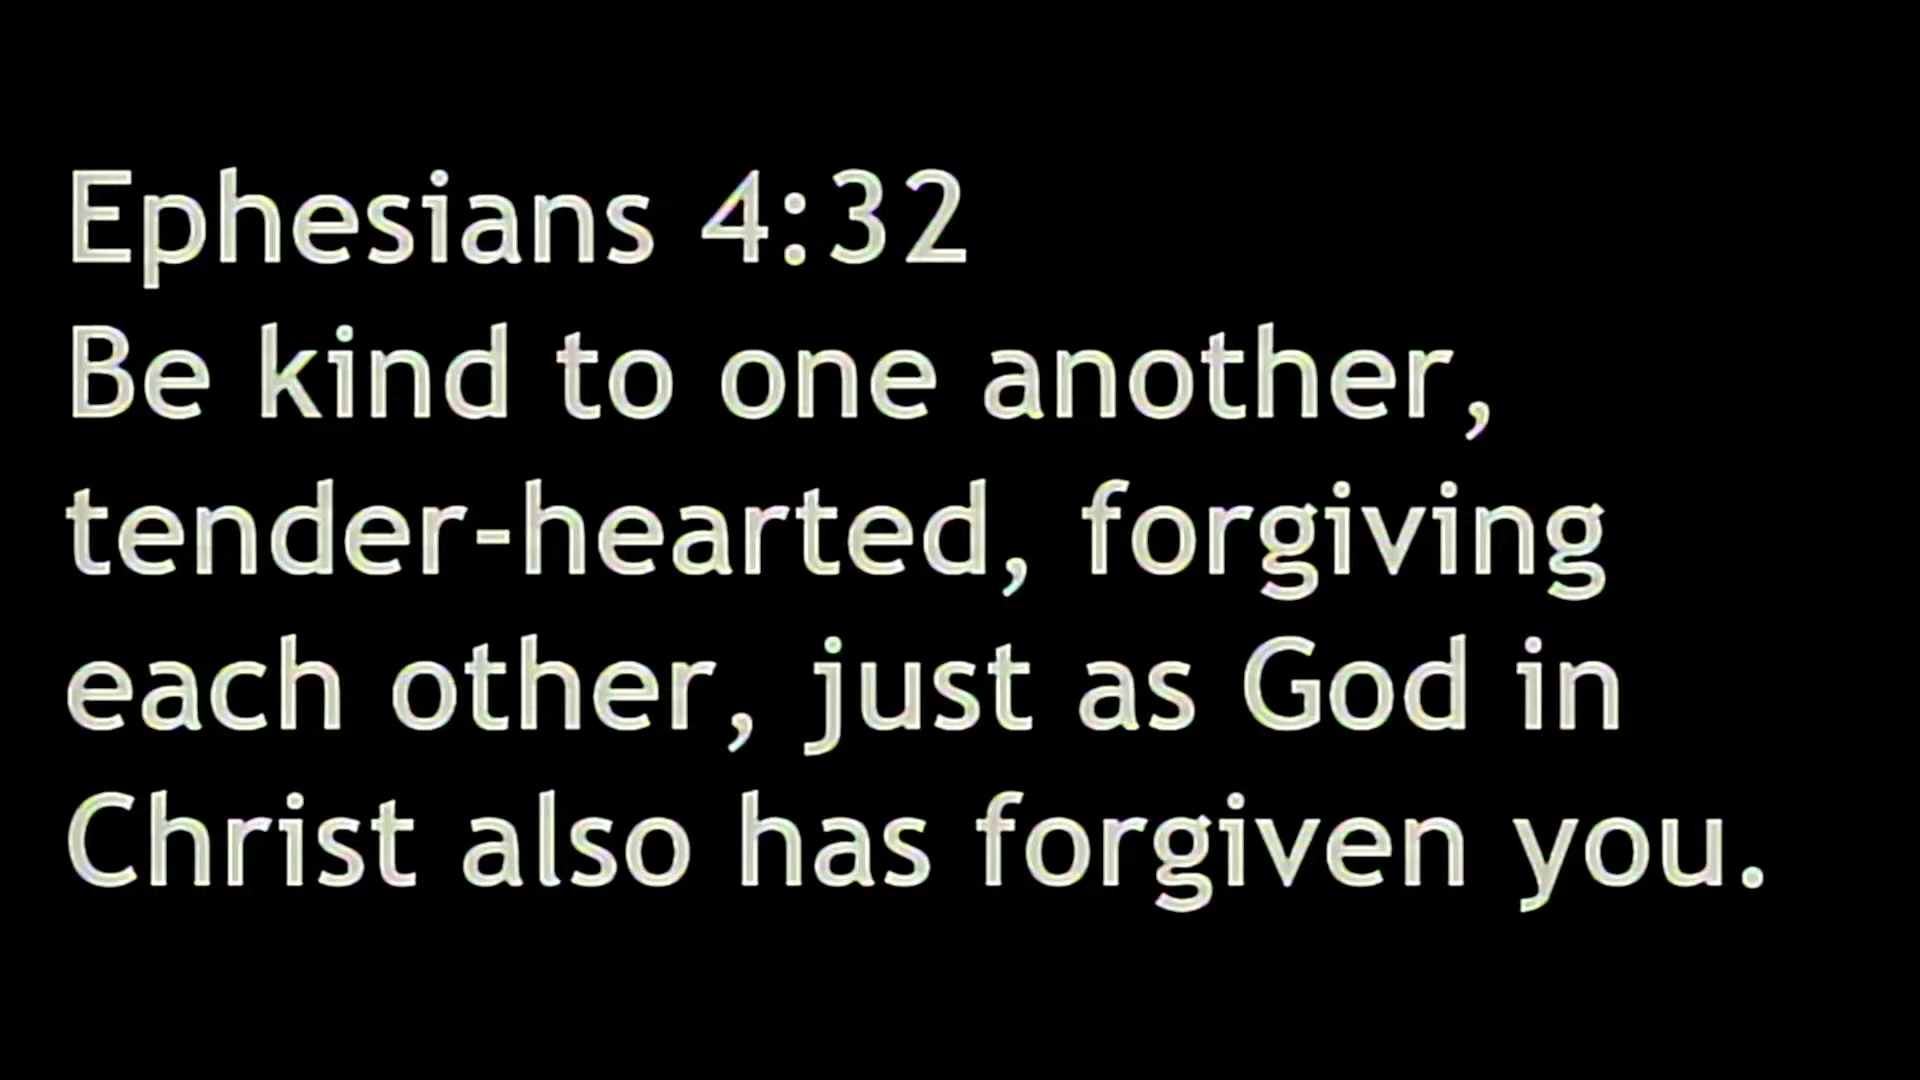 Ephesians 4:32
Be kind to one another,
tender-hearted, forgiving
each other, just as God in
Christ also has forgiven you.